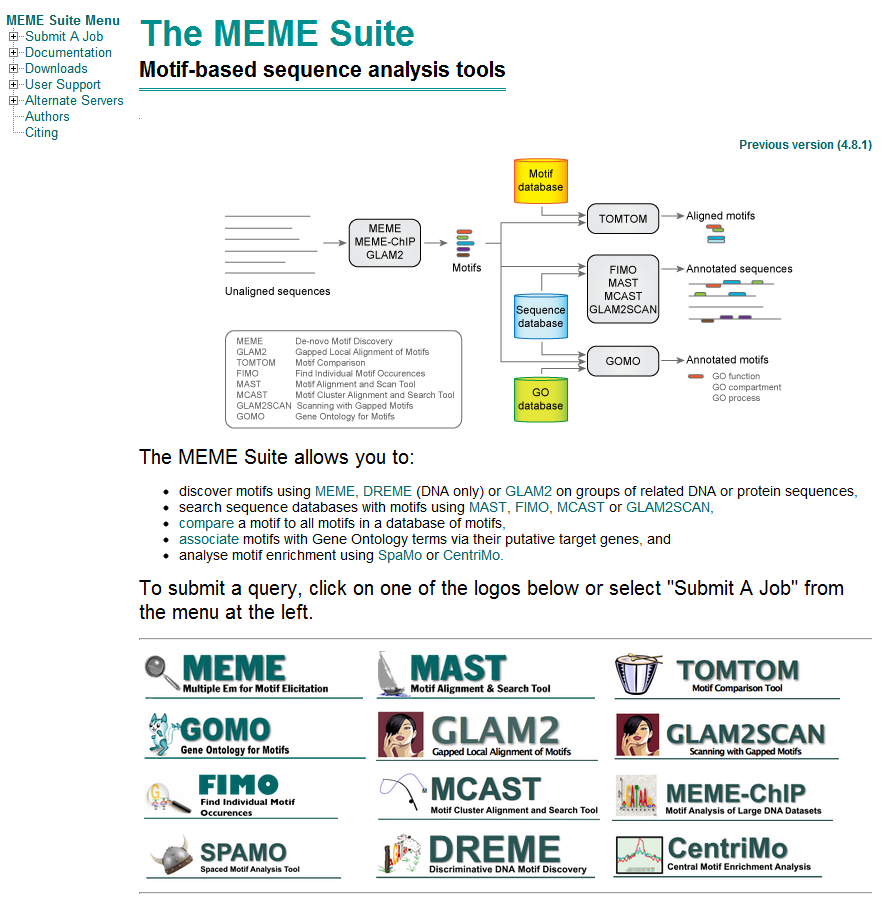 MEME Suite Menu
Submit A Job
Documentation
Downloads
User Support
Alternate Servers
Authors
Citing
The MEME Suite
Motif-based sequence analysis tools
Previous version (4.8.1)
Motif
database
MEME
MEME-ChIP
GLAM2
Unaligned sequences
Motifs
TOMTOM
Aligned motifs
FIMO
MAST
MCAST
GLAM2SCAN
Annotated sequences
Sequence
database
GOMO
Annotated motifs
GO function
GO compartment
GO process
GO
database
MEME De-novo Motif Discovery
GLAM2 Gapped Local Alignment of Motifs
TOMTOM Motif Comparison
FIMO Find Individual Motif Occurences
MAST Motif Alignment and Scan Tool
MCAST Motif Cluster Alignment and Search Tool
GLAM2SCAN Scanning with Gapped Motifs
GOMO Gene Ontology for Motifs
The MEME Suite allows you to:
discover motifs using MEME, DREME (DNA only) or GLAM2 on groups of related DNA or protein sequences,
search sequence databases with motifs using MAST, FIMO, MCAST or GLAM2SCAN,
compare a motif to all motifs in a database of motifs,
associate motifs with Gene Ontology terms via their putative target genes, and
analyse motif enrichment using SpaMo or CentriMo.
To submit a query, click on one of the logos below or select "Submit A Job" from
the menu at the left.
MEME
Multiple Em for Motif Elicitation
MAST
Motif Alignment & Search Tool
TOMTOM
Motif Comparison Tool
GOMO
Gene Ontology for Motifs
GLAM2
Gapped Local Alignment of Motifs
GLAM2SCAN
Scanning with Gapped Motifs
FIMO
Find Individual Motif
Occurences
MCAST
Motif Cluster Alignment and Search Tool
MEME-ChIP
Motif Analysis of Large DNA Datasets
SPAMO
Spaced Motif Analysis Tool
DREME
Discriminative DNA Motif Discovery
CentriMo
Central Motif Enrichment Analysis